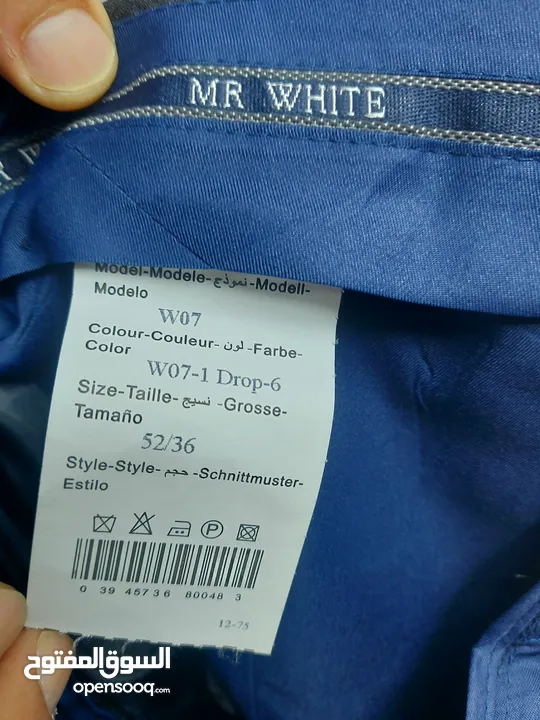 MR WHITE
Model-Modele-نموذج-Modell-
Modelo
W07
Colour-Couleur-لون-Farbe-
Color
W07-1 Drop-6
Size-Taille-نسيج-Grosse-
Tamaño
52/36
Style-Style-حجم-Schnittmuster-
Estilo
P
0 39 45736 80048 3
12-75
السوق المفتوح
opensooq.com